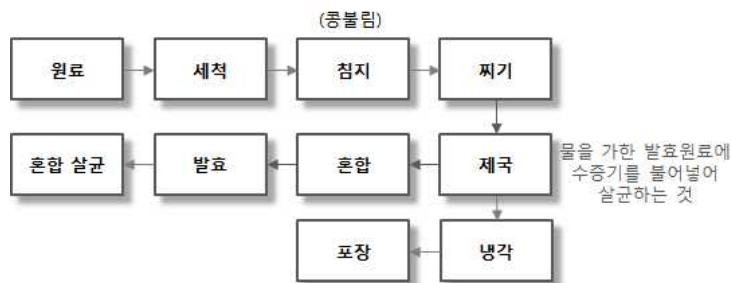 (콩불림)
원료
세척
침지
찌기
혼합 살균
발효
혼합
제국
물을 가한 발효원료에
수증기를 불어넣어
살균하는 것
포장
냉각